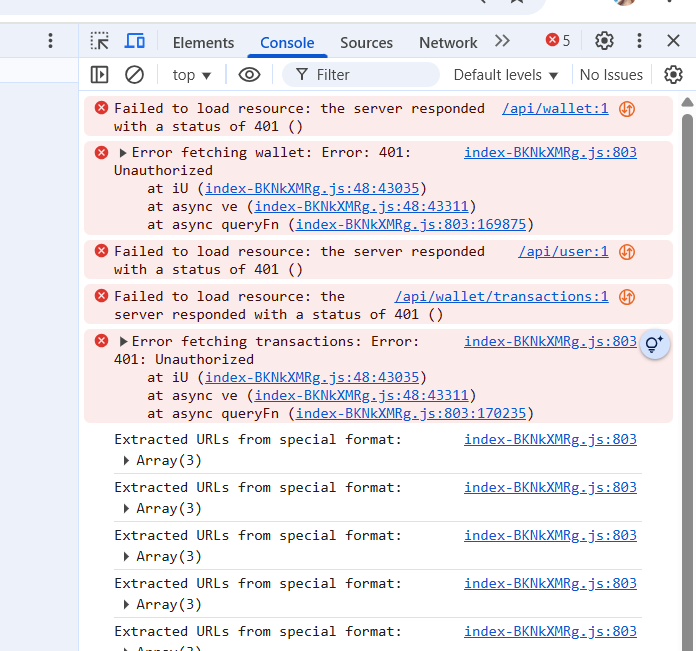 Elements Console Sources Network 5
top Filter Default levels No Issues
Failed to load resource: the server responded /api/wallet:1
with a status of 401 ()
Error fetching wallet: Error: 401: index-BKNkXMRg.js:803
Unauthorized
at iU (index-BKNkXMRg.js:48:43035)
at async ve (index-BKNkXMRg.js:48:43311)
at async queryFn (index-BKNkXMRg.js:803:169875)
Failed to load resource: the server responded /api/user:1
with a status of 401 ()
Failed to load resource: the /api/wallet/transactions:1
server responded with a status of 401 ()
Error fetching transactions: Error: index-BKNkXMRg.js:803
401: Unauthorized
at iU (index-BKNkXMRg.js:48:43035)
at async ve (index-BKNkXMRg.js:48:43311)
at async queryFn (index-BKNkXMRg.js:803:170235)
Extracted URLs from special format: index-BKNkXMRg.js:803
Array(3)
Extracted URLs from special format: index-BKNkXMRg.js:803
Array(3)
Extracted URLs from special format: index-BKNkXMRg.js:803
Array(3)
Extracted URLs from special format: index-BKNkXMRg.js:803
Array(3)
Extracted URLs from special format: index-BKNkXMRg.js:803
Array(3)